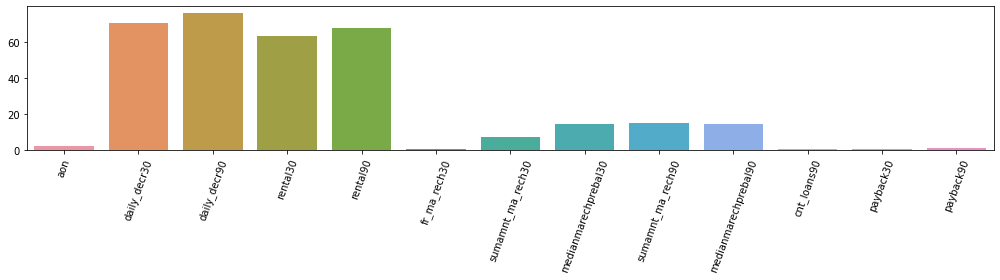 60
40
20
0
aon
daily_decr30
daily_decr90
rental30
rental90
fr_ma_rech30
sumamnt_ma_rech30
medianmarechprebal30
sumamnt_ma_rech90
medianmarechprebal90
cnt_loans90
payback30
payback90